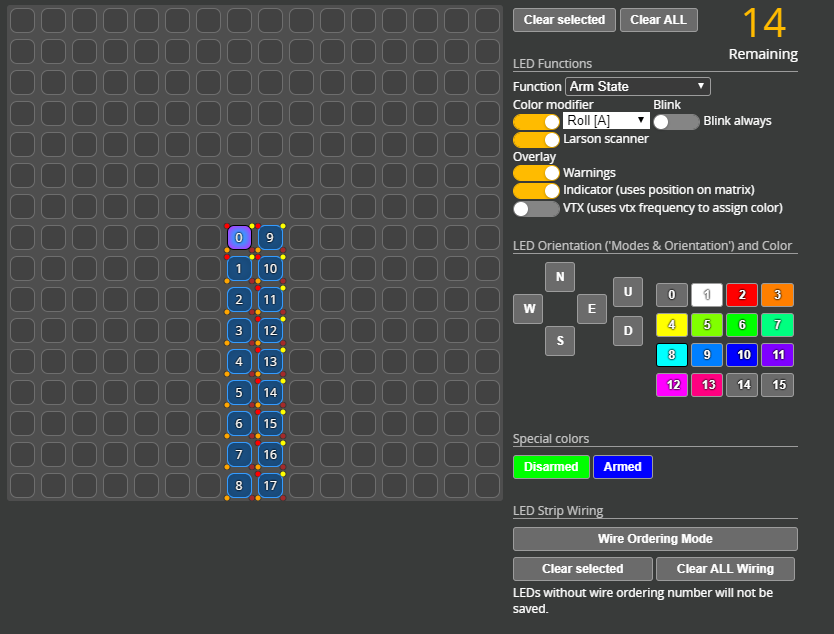 Clear selected Clear ALL 14
Remaining
LED Functions
Function Arm State
Color modifier Blink
Roll [A] Blink always
Larson scanner
Overlay
Warnings
Indicator (uses position on matrix)
VTX (uses vtx frequency to assign color)
0 9
1 10
2 11
3 12
4 13
5 14
6 15
7 16
8 17
LED Orientation ('Modes & Orientation') and Color
N
W E
S
U
D
0 1 2 3
4 5 6 7
8 9 10 11
12 13 14 15
Special colors
Disarmed Armed
LED Strip Wiring
Wire Ordering Mode
Clear selected Clear ALL Wiring
LEDs without wire ordering number will not be
saved.